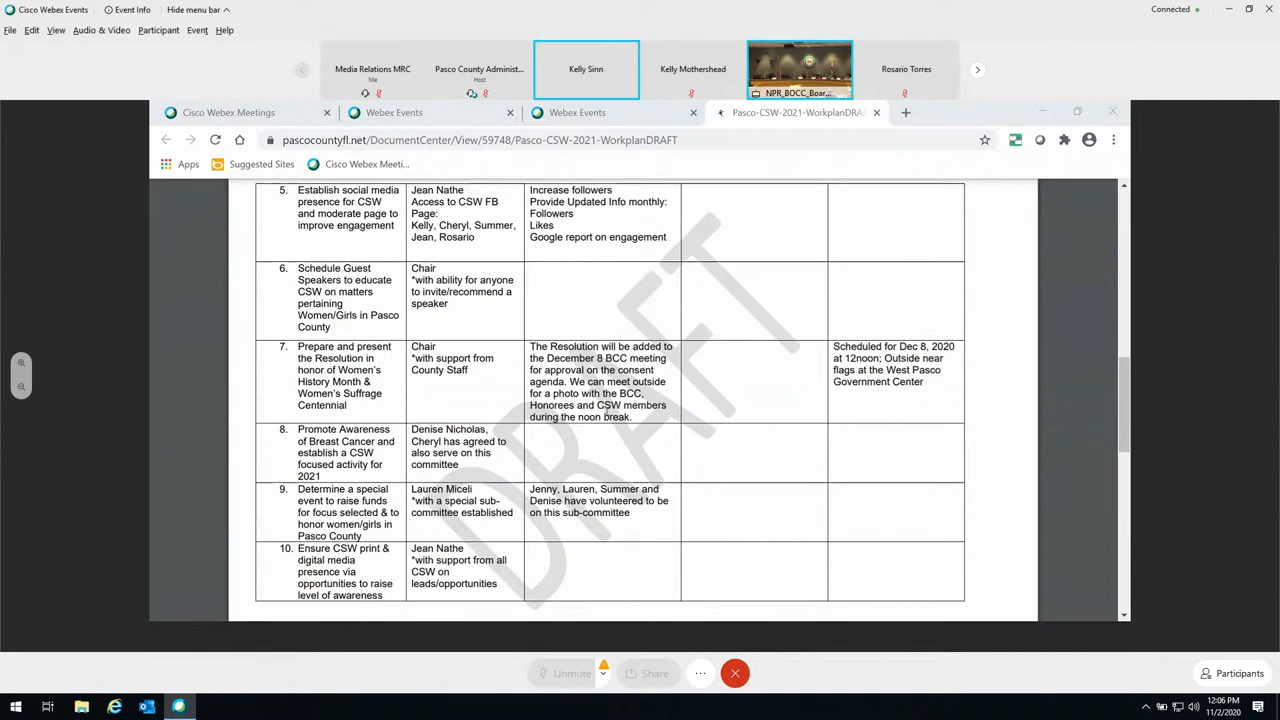 Cisco Webex Events
Event Info
Hide menu bar
Connected
File Edit View Audio & Video Participant Event Help
Media Relations MRC
Me
Pasco County Administ...
Host
Kelly Sinn
Kelly Mothershead
NPR_BOCC_Boar...
Rosario Torres
Cisco Webex Meetings
Webex Events
Webex Events
Pasco-CSW-2021-WorkplanDRAFT
pascocountyfl.net/DocumentCenter/View/59748/Pasco-CSW-2021-WorkplanDRAFT
Apps
Suggested Sites
Cisco Webex Meeti...
5. Establish social media
presence for CSW
and moderate page to
improve engagement
Jean Nathe
Access to CSW FB
Page:
Kelly, Cheryl, Summer,
Jean, Rosario
Increase followers
Provide Updated Info monthly:
Followers
Likes
Google report on engagement
6. Schedule Guest
Speakers to educate
CSW on matters
pertaining
Women/Girls in Pasco
County
Chair
*with ability for anyone
to invite/recommend a
speaker
7. Prepare and present
the Resolution in
honor of Women's
History Month &
Women's Suffrage
Centennial
Chair
*with support from
County Staff
The Resolution will be added to
the December 8 BCC meeting
for approval on the consent
agenda. We can meet outside
for a photo with the BCC,
Honorees and CSW members
during the noon break.
Scheduled for Dec 8, 2020
at 12noon; Outside near
flags at the West Pasco
Government Center
8. Promote Awareness
of Breast Cancer and
establish a CSW
focused activity for
2021
Denise Nicholas,
Cheryl has agreed to
also serve on this
committee
9. Determine a special
event to raise funds
for focus selected & to
honor women/girls in
Pasco County
Lauren Miceli
*with a special sub-
committee established
Jenny, Lauren, Summer and
Denise have volunteered to be
on this sub-committee
10. Ensure CSW print &
digital media
presence via
opportunities to raise
level of awareness
Jean Nathe
*with support from all
CSW on
leads/opportunities
DRAFT
Unmute
Share
Participants
12:06 PM
11/2/2020